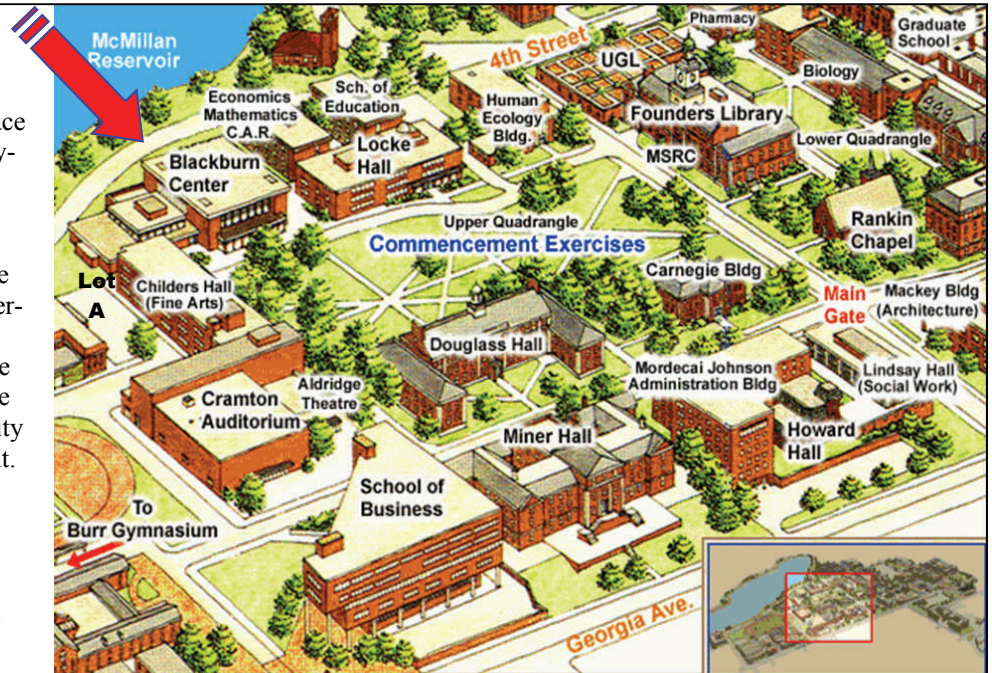 McMillan
Reservoir
4th Street
Pharmacy
Graduate
School
UGL
Biology
Economics
Mathematics
C.A.R.
Sch. of
Education
Human
Ecology
Bldg.
Founders Library
Lower Quadrangle
Blackburn
Center
Locke
Hall
MSRC
Rankin
Chapel
Upper Quadrangle
Commencement Exercises
Lot
A
Childers Hall
(Fine Arts)
Carnegie Bldg
Main
Gate
Mackey Bldg
(Architecture)
Douglass Hall
Cramton
Auditorium
Aldridge
Theatre
Mordecai Johnson
Administration Bldg
Lindsay Hall
(Social Work)
Miner Hall
Howard
Hall
School of
Business
To
Burr Gymnasium
Georgia Ave.